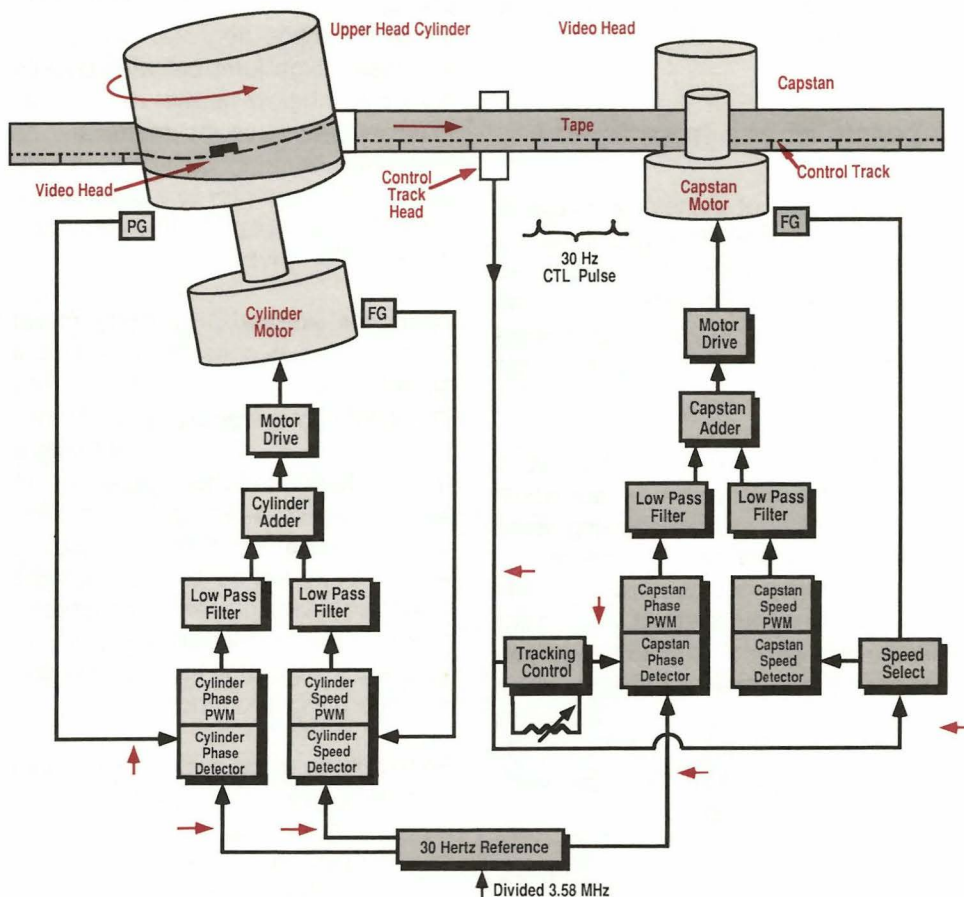 Upper Head Cylinder
Video Head
Capstan
Tape
Video Head
Control
Track
Head
Capstan
Motor
Control Track
PG
FG
30 Hz
CTL Pulse
Cylinder
Motor
FG
Motor
Drive
Motor
Drive
Capstan
Adder
Cylinder
Adder
Low Pass
Filter
Low Pass
Filter
Low Pass
Filter
Low Pass
Filter
Capstan
Phase
PWM
Capstan
Phase
Detector
Capstan
Speed
PWM
Capstan
Speed
Detector
Tracking
Control
Speed
Select
Cylinder
Phase
PWM
Cylinder
Phase
Detector
Cylinder
Speed
PWM
Cylinder
Speed
Detector
30 Hertz Reference
Divided 3.58 MHz